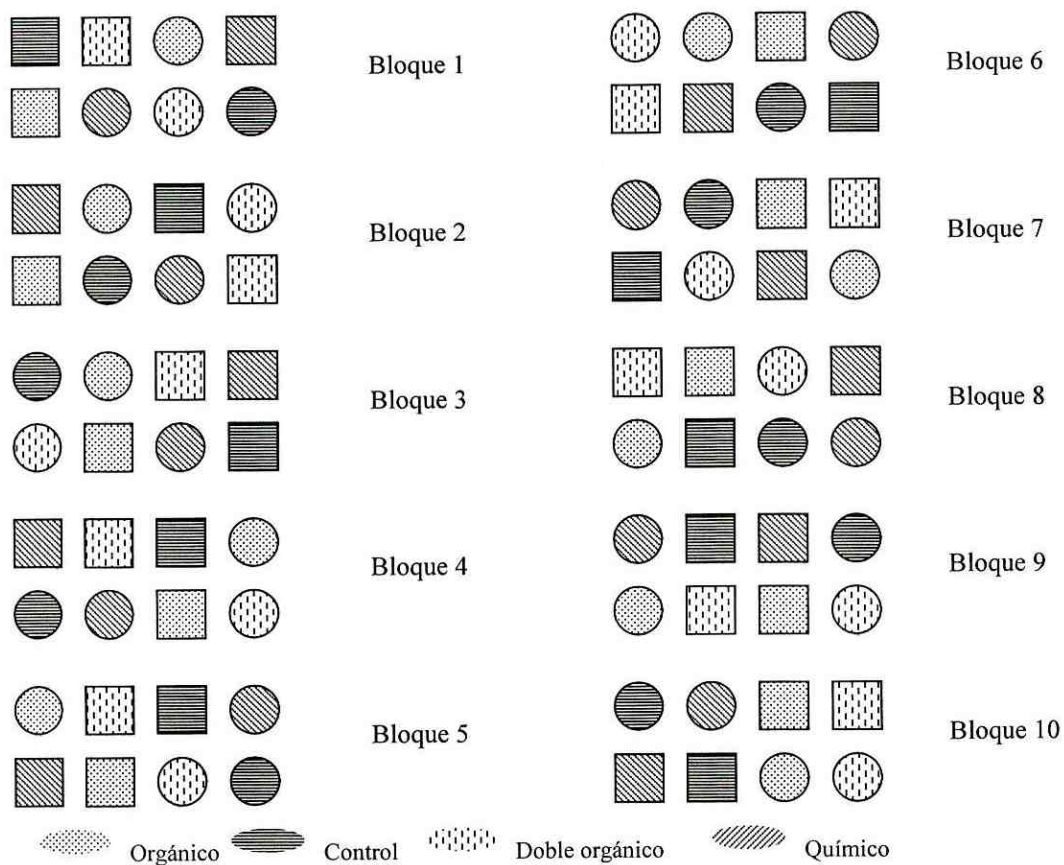 Bloque 1
Bloque 6
Bloque 2
Bloque 7
Bloque 3
Bloque 8
Bloque 4
Bloque 9
Bloque 5
Bloque 10
Orgánico Control Doble orgánico Químico